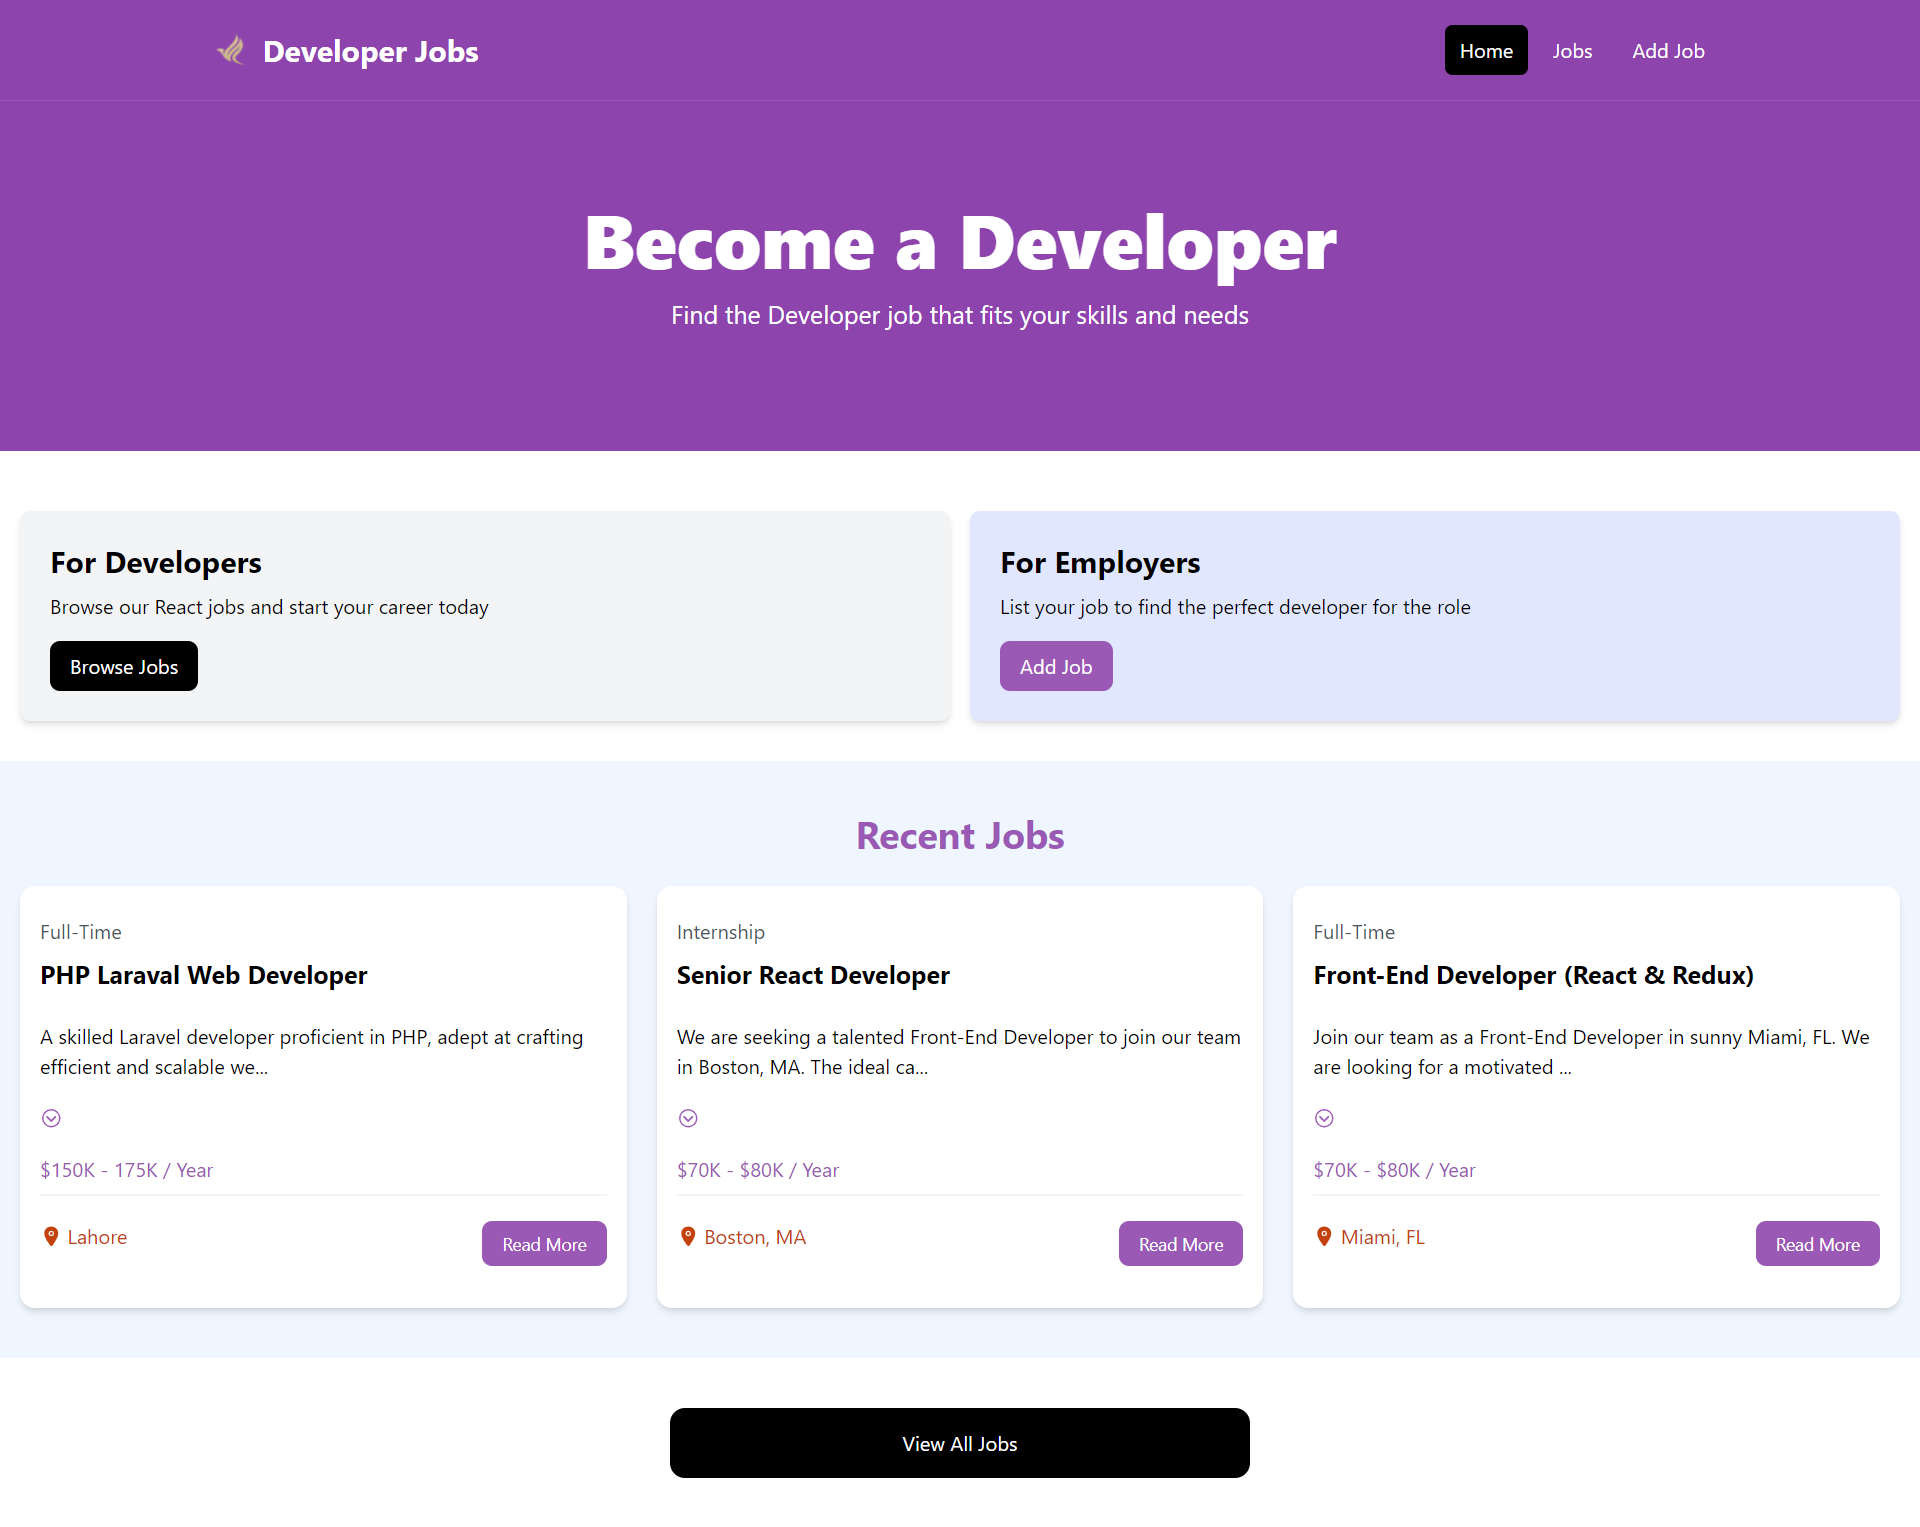 Developer Jobs
Home
Jobs
Add Job
Become a Developer
Find the Developer job that fits your skills and needs
For Developers
Browse our React jobs and start your career today
Browse Jobs
For Employers
List your job to find the perfect developer for the role
Add Job
Recent Jobs
Full-Time
PHP Laraval Web Developer
A skilled Laravel developer proficient in PHP, adept at crafting
efficient and scalable we...
$150K - 175K / Year
Lahore
Read More
Internship
Senior React Developer
We are seeking a talented Front-End Developer to join our team
in Boston, MA. The ideal ca...
$70K - $80K / Year
Boston, MA
Read More
Full-Time
Front-End Developer (React & Redux)
Join our team as a Front-End Developer in sunny Miami, FL. We
are looking for a motivated ...
$70K - $80K / Year
Miami, FL
Read More
View All Jobs